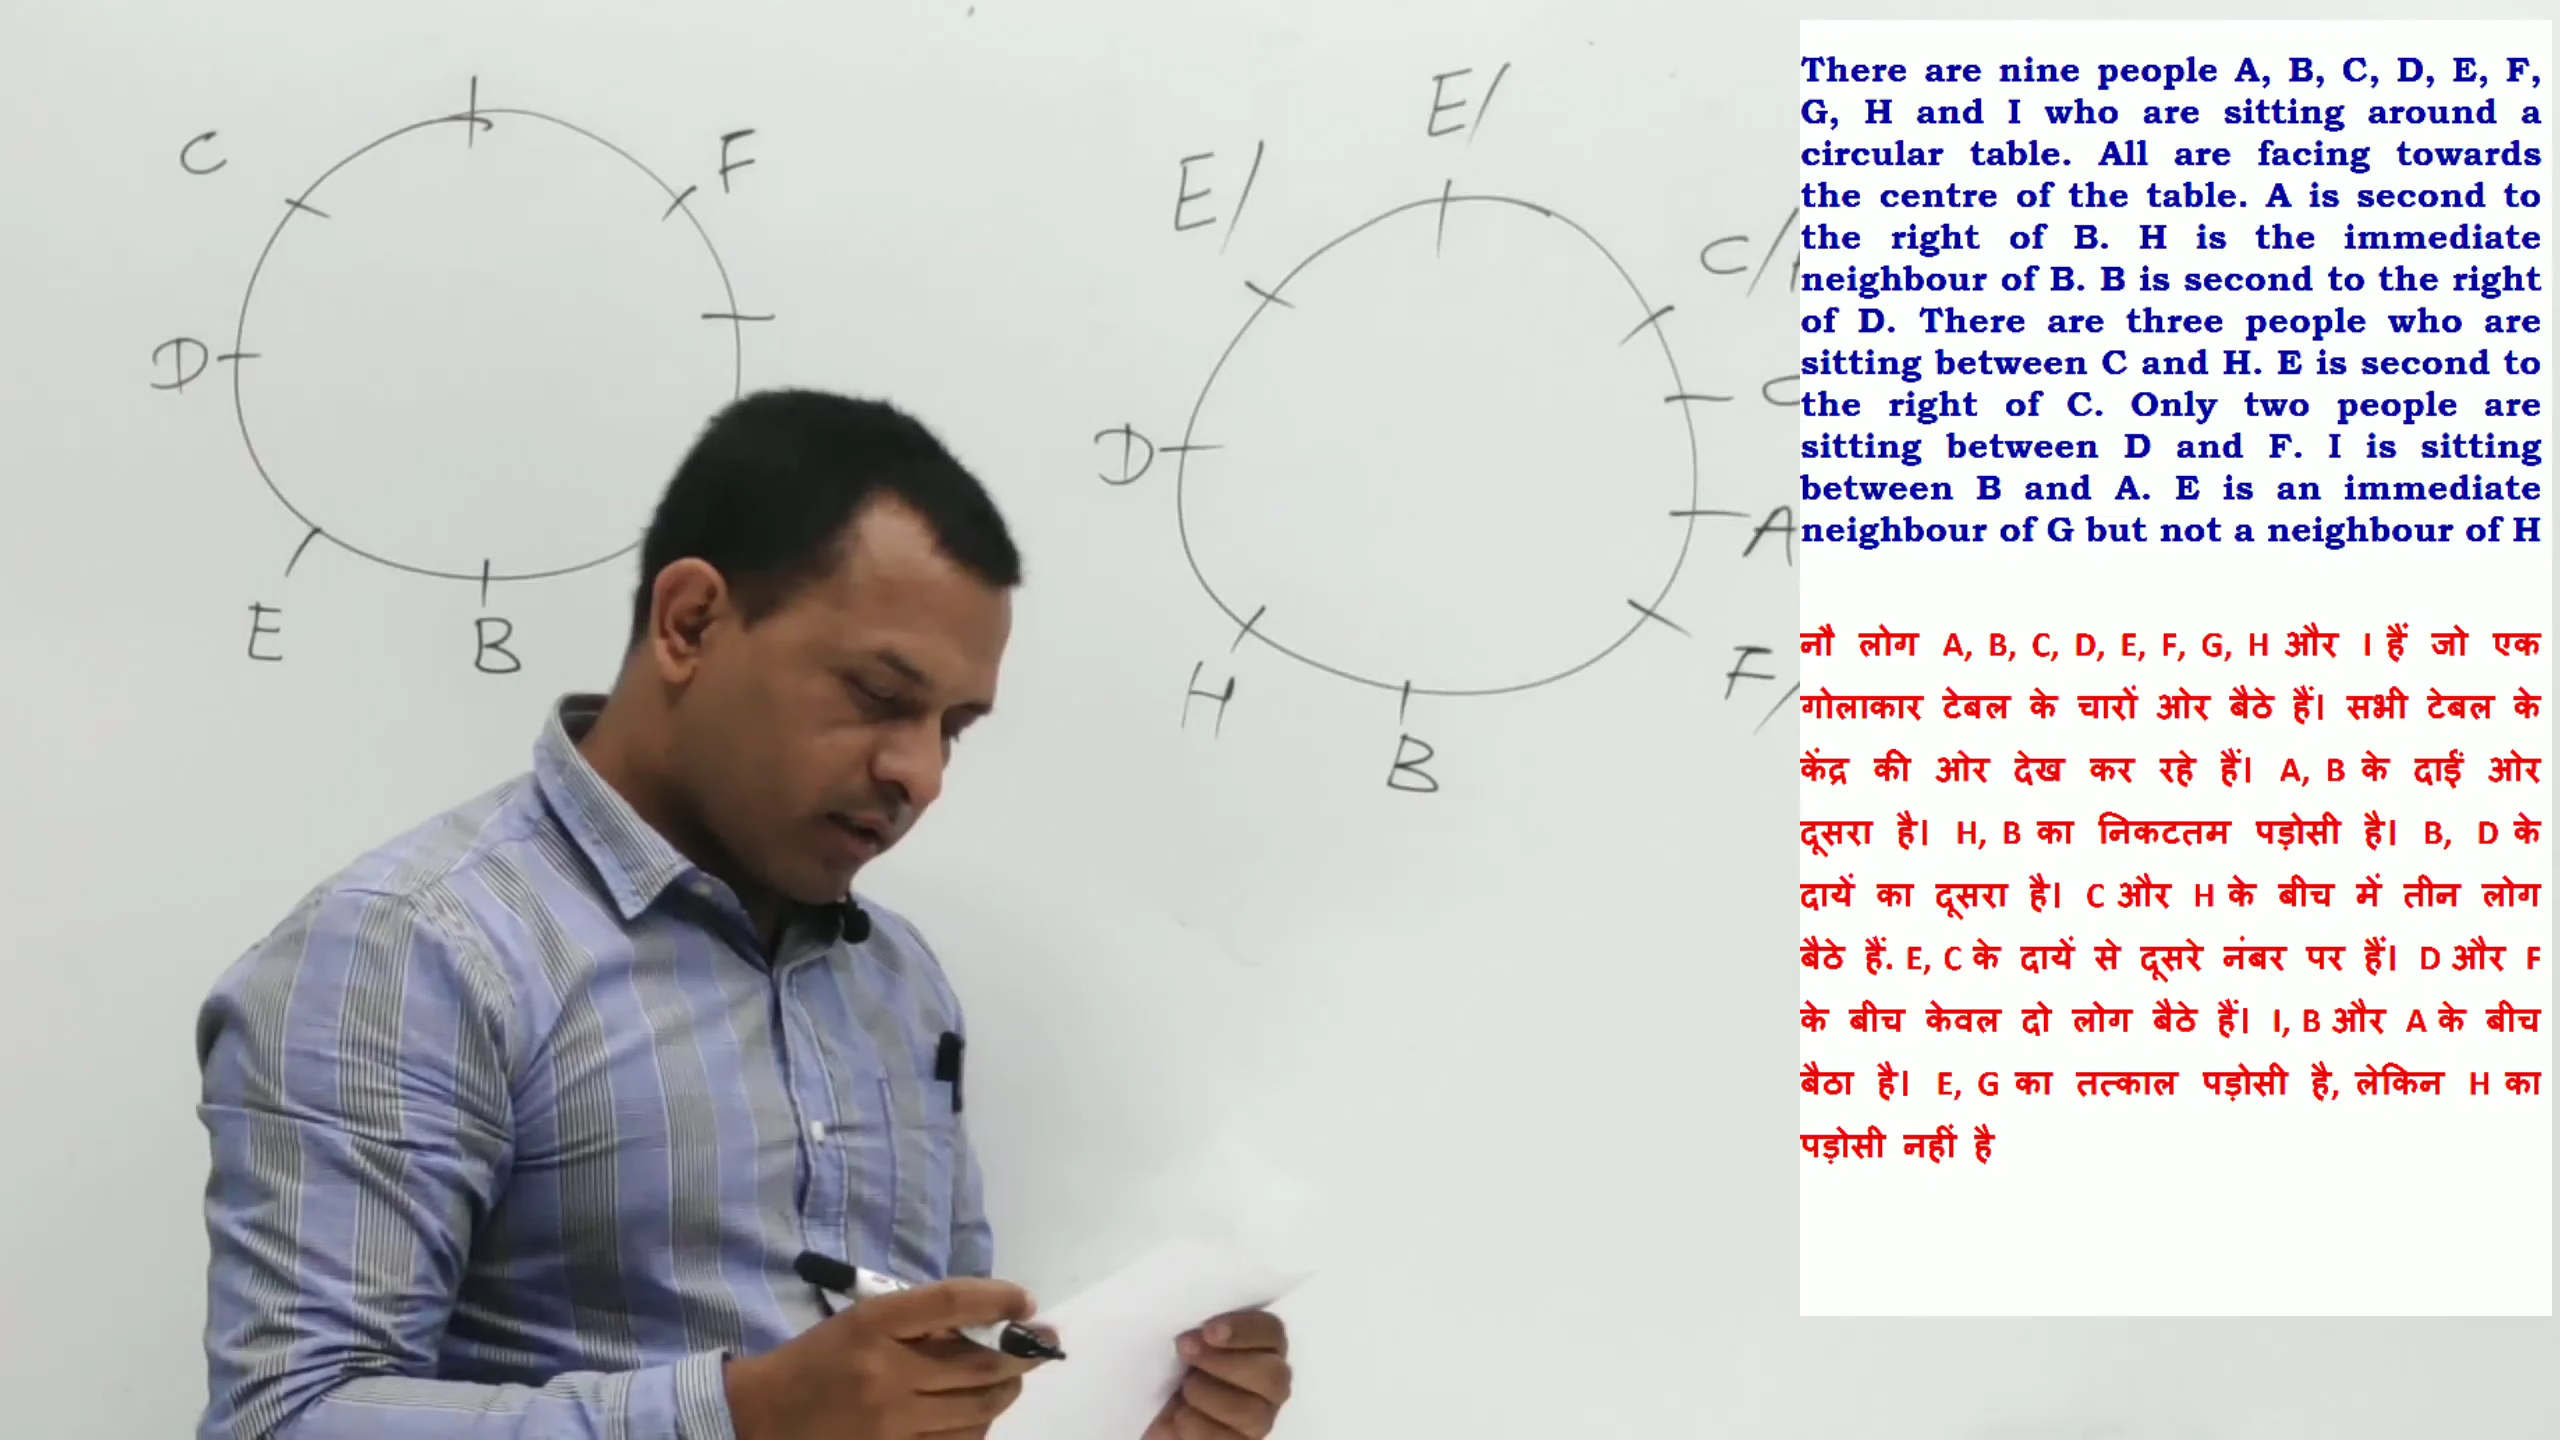 C
F
D
E
B
E/
E/
C/
C
D
A
H
F/
B
There are nine people A, B, C, D, E, F,
G, H and I who are sitting around a
circular table. All are facing towards
the centre of the table. A is second to
the right of B. H is the immediate
neighbour of B. B is second to the right
of D. There are three people who are
sitting between C and H. E is second to
the right of C. Only two people are
sitting between D and F. I is sitting
between B and A. E is an immediate
neighbour of G but not a neighbour of H
नौ लोग A, B, C, D, E, F, G, H और I हैं जो एक
गोलाकार टेबल के चारों ओर बैठे हैं। सभी टेबल के
केंद्र की ओर देख कर रहे हैं। A, B के दाईं ओर
दूसरा है। H, B का निकटतम पड़ोसी है। B, D के
दायें का दूसरा है। C और H के बीच में तीन लोग
बैठे हैं. E, C के दायें से दूसरे नंबर पर हैं। D और F
के बीच केवल दो लोग बैठे हैं। I, B और A के बीच
बैठा है। E, G का तत्काल पड़ोसी है, लेकिन H का
पड़ोसी नहीं है